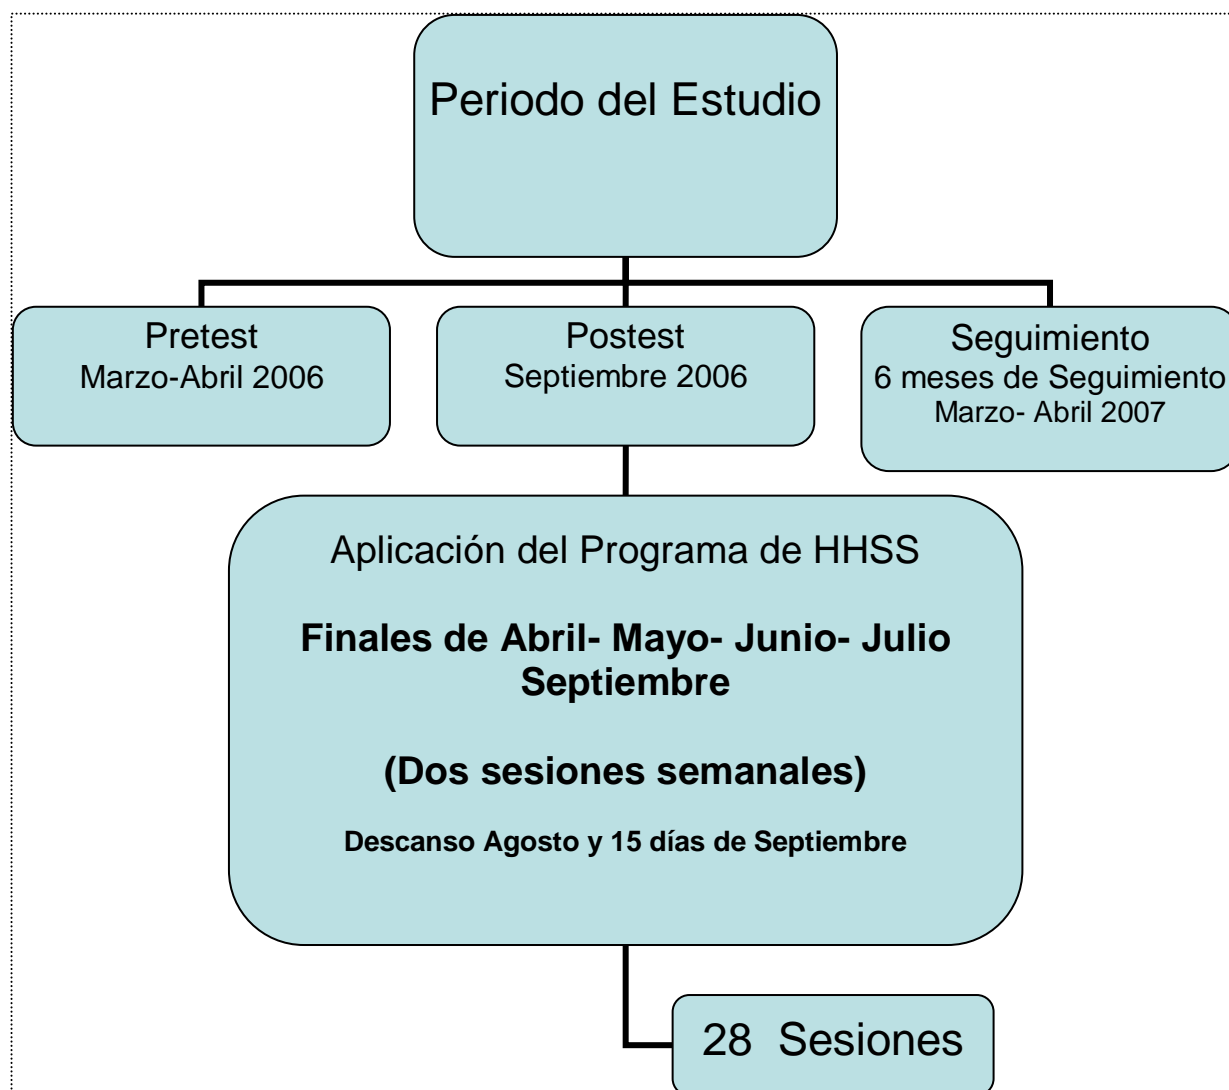 Periodo del Estudio
Pretest
Marzo-Abril 2006
Postest
Septiembre 2006
Seguimiento
6 meses de Seguimiento
Marzo- Abril 2007
Aplicación del Programa de HHSS
Finales de Abril- Mayo- Junio- Julio
Septiembre
(Dos sesiones semanales)
Descanso Agosto y 15 días de Septiembre
28 Sesiones